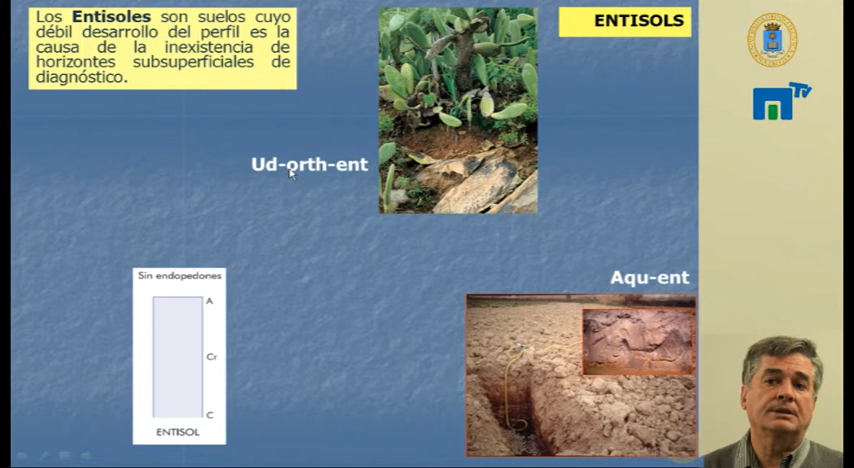 Los Entisoles son suelos cuyo
débil desarrollo del perfil es la
causa de la inexistencia de
horizontes subsuperficiales de
diagnóstico.
ENTISOLS
TV
Ud-orth-ent
Aqu-ent
Sin endopedones
A
Cr
C
ENTISOL